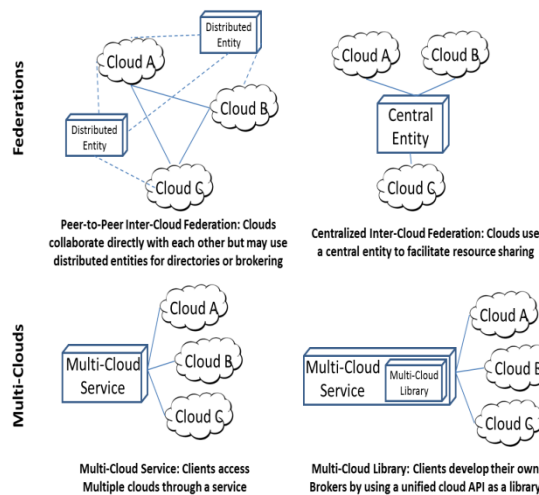 Federations
Distributed
Entity
Cloud A
Cloud B
Distributed
Entity
Cloud C
Peer-to-Peer Inter-Cloud Federation: Clouds
collaborate directly with each other but may use
distributed entities for directories or brokering
Cloud A
Cloud B
Central
Entity
Cloud C
Centralized Inter-Cloud Federation: Clouds use
a central entity to facilitate resource sharing
Multi-Clouds
Cloud A
Multi-Cloud
Service
Cloud B
Cloud C
Multi-Cloud Service: Clients access
Multiple clouds through a service
Cloud A
Multi-Cloud
Service
Multi-Cloud
Library
Cloud B
Cloud C
Multi-Cloud Library: Clients develop their own
Brokers by using a unified cloud API as a library